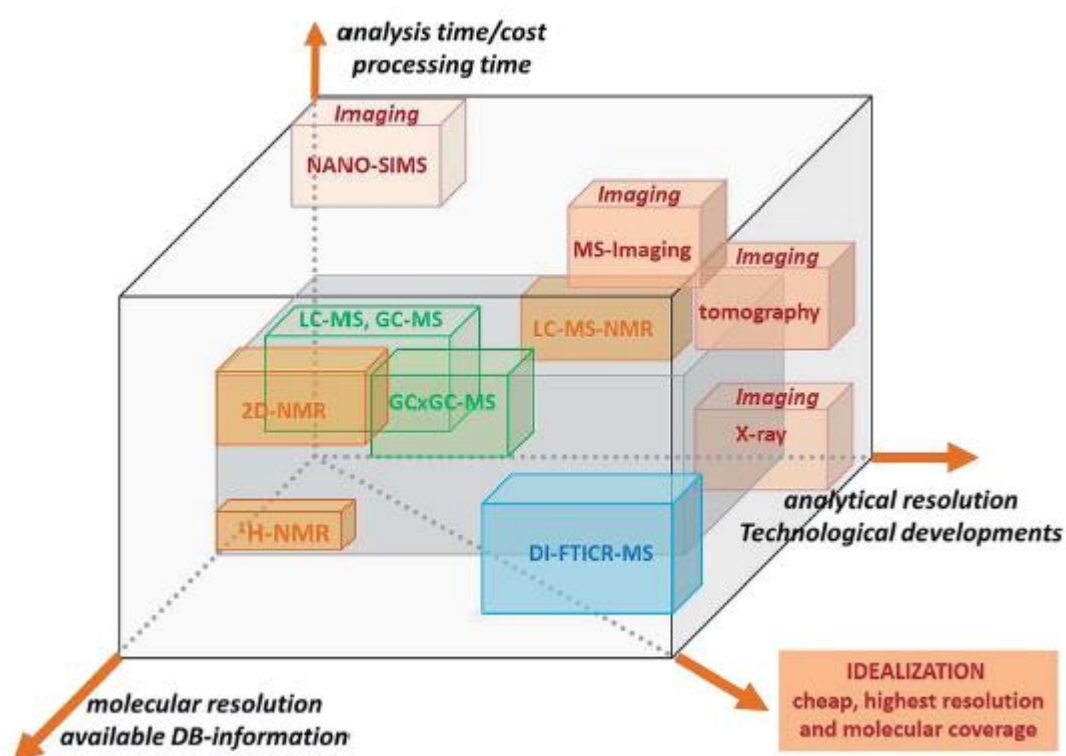 analysis time/cost
processing time
Imaging
NANO-SIMS
Imaging
MS-Imaging
Imaging
tomography
LC-MS, GC-MS
LC-MS-NMR
2D-NMR
GCxGC-MS
Imaging
X-ray
analytical resolution
Technological developments
¹H-NMR
DI-FTICR-MS
IDEALIZATION
cheap, highest resolution
and molecular coverage
molecular resolution
available DB-information